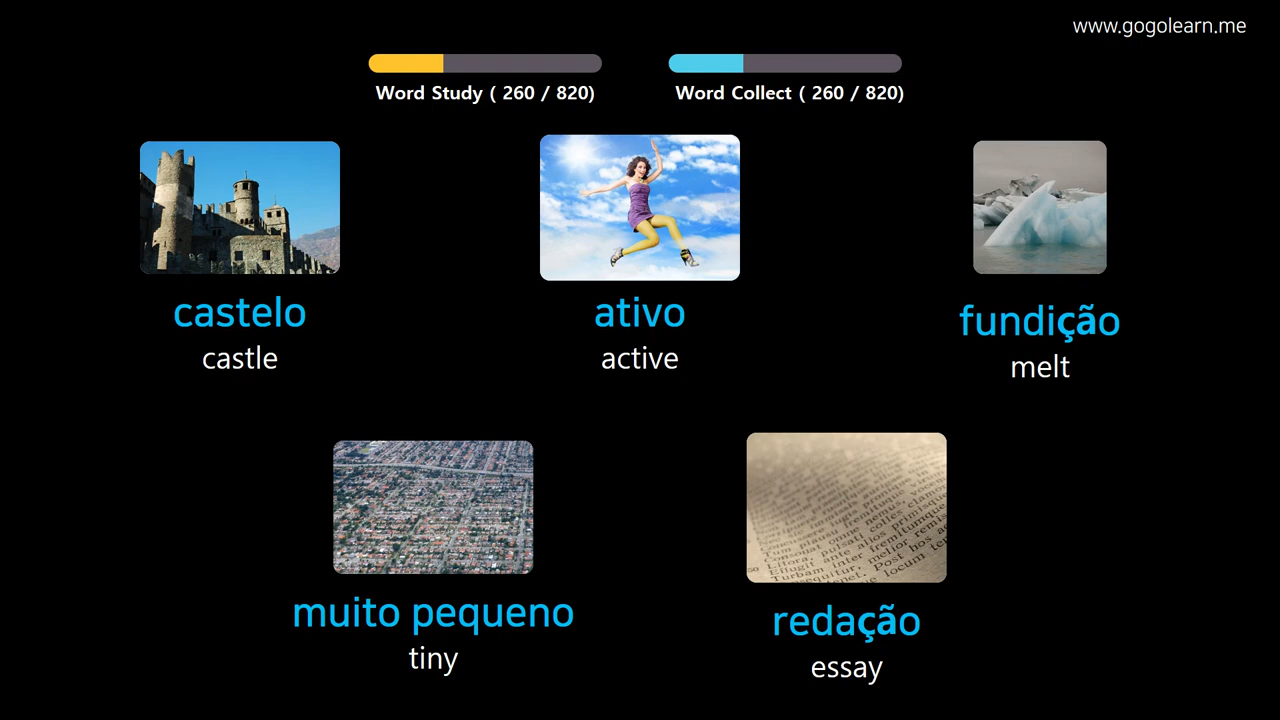 www.gogolearn.me
Word Study ( 260 / 820)
Word Collect ( 260 / 820)
castelo
castle
ativo
active
fundição
melt
muito pequeno
tiny
redação
essay